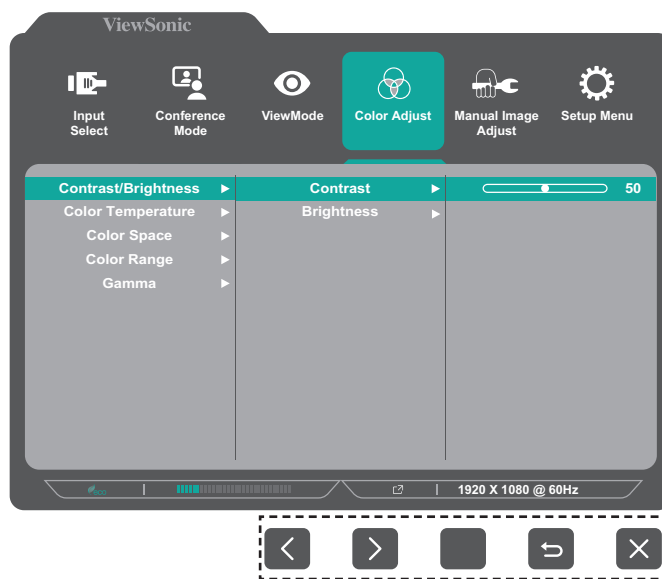 ViewSonic
Input Select
Conference Mode
ViewMode
Color Adjust
Manual Image Adjust
Setup Menu
Contrast/Brightness
Contrast
50
Color Temperature
Brightness
Color Space
Color Range
Gamma
eco
1920 X 1080 @ 60Hz